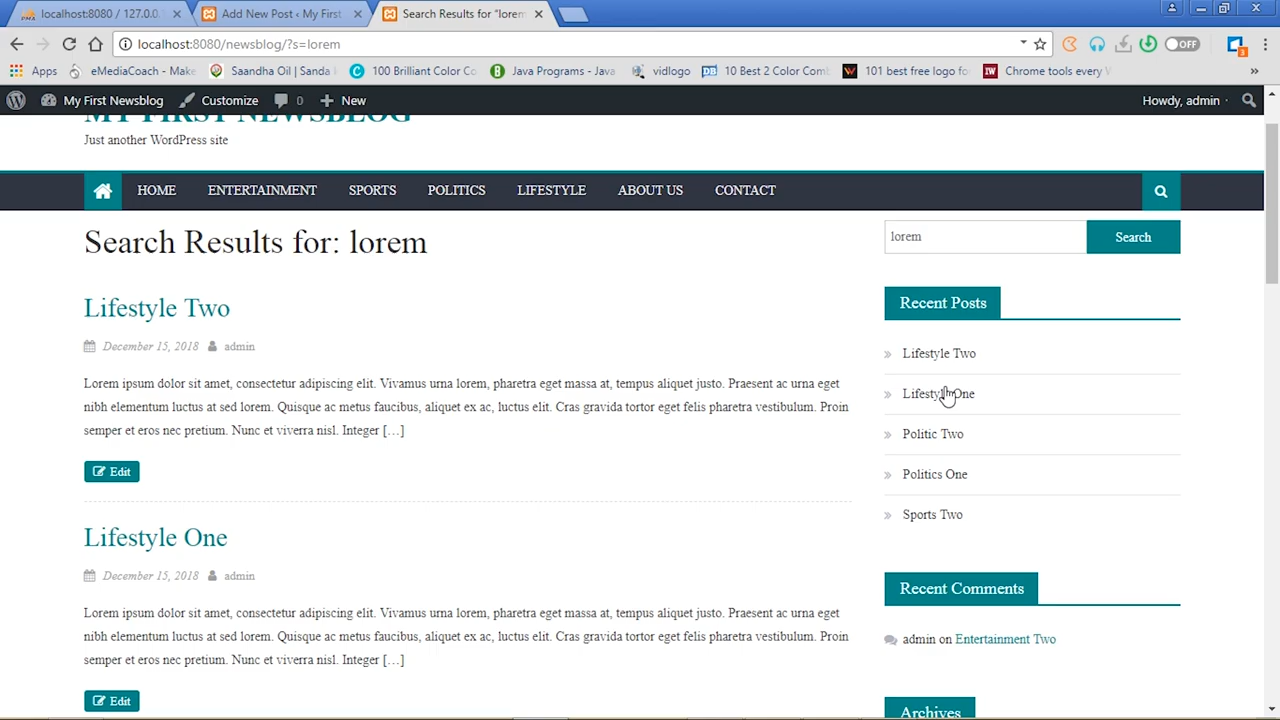 localhost:8080 / 127.0.0.
Add New Post ‹ My First
Search Results for "lorem
localhost:8080/newsblog/?s=lorem
OFF
3
Apps
eMediaCoach - Make
Saandha Oil | Sanda
100 Brilliant Color Co
Java Programs - Java
vidlogo
10 Best 2 Color Comb
101 best free logo fo
Chrome tools every W
»
My First Newsblog
Customize
0
New
Howdy, admin
MY FIRST NEWSBLOG
Just another WordPress site
HOME
ENTERTAINMENT
SPORTS
POLITICS
LIFESTYLE
ABOUT US
CONTACT
Search Results for: lorem
Lifestyle Two
December 15, 2018
admin
Lorem ipsum dolor sit amet, consectetur adipiscing elit. Vivamus urna lorem, pharetra eget massa at, tempus aliquet justo. Praesent ac urna eget
nibh elementum luctus at sed lorem. Quisque ac metus faucibus, aliquet ex ac, luctus elit. Cras gravida tortor eget felis pharetra vestibulum. Proin
semper et eros nec pretium. Nunc et viverra nisl. Integer […]
Edit
Lifestyle One
December 15, 2018
admin
Lorem ipsum dolor sit amet, consectetur adipiscing elit. Vivamus urna lorem, pharetra eget massa at, tempus aliquet justo. Praesent ac urna eget
nibh elementum luctus at sed lorem. Quisque ac metus faucibus, aliquet ex ac, luctus elit. Cras gravida tortor eget felis pharetra vestibulum. Proin
semper et eros nec pretium. Nunc et viverra nisl. Integer […]
Edit
lorem
Search
Recent Posts
Lifestyle Two
Lifestyle One
Politic Two
Politics One
Sports Two
Recent Comments
admin on Entertainment Two
Archives